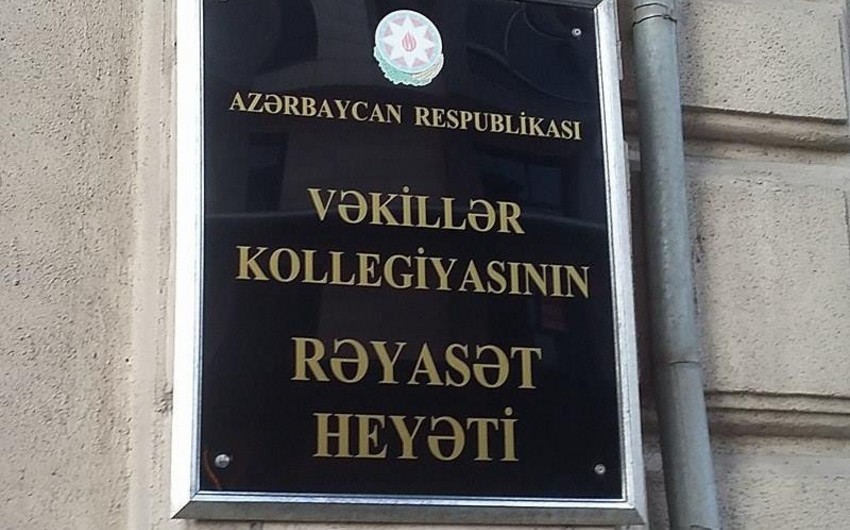 AZƏRBAYCAN RESPUBLİKASI
VƏKİLLƏR
KOLLEGİYASININ
RƏYASƏT
HEYƏTİ